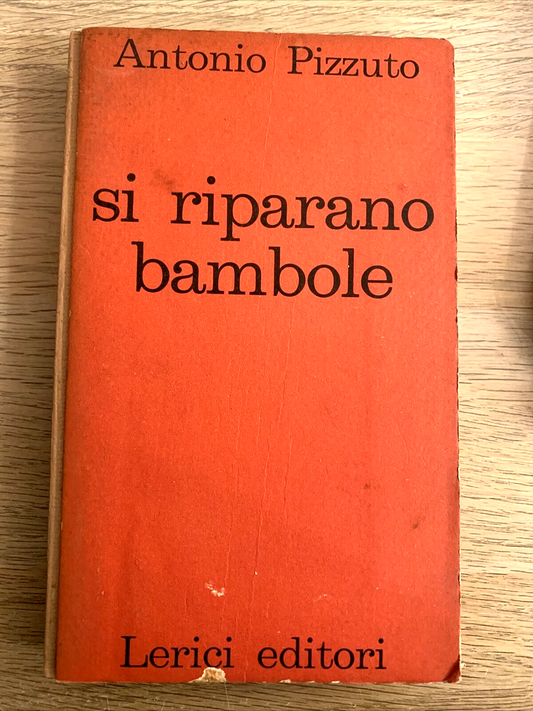 Antonio Pizzuto
si riparano
bambole
Lerici editori